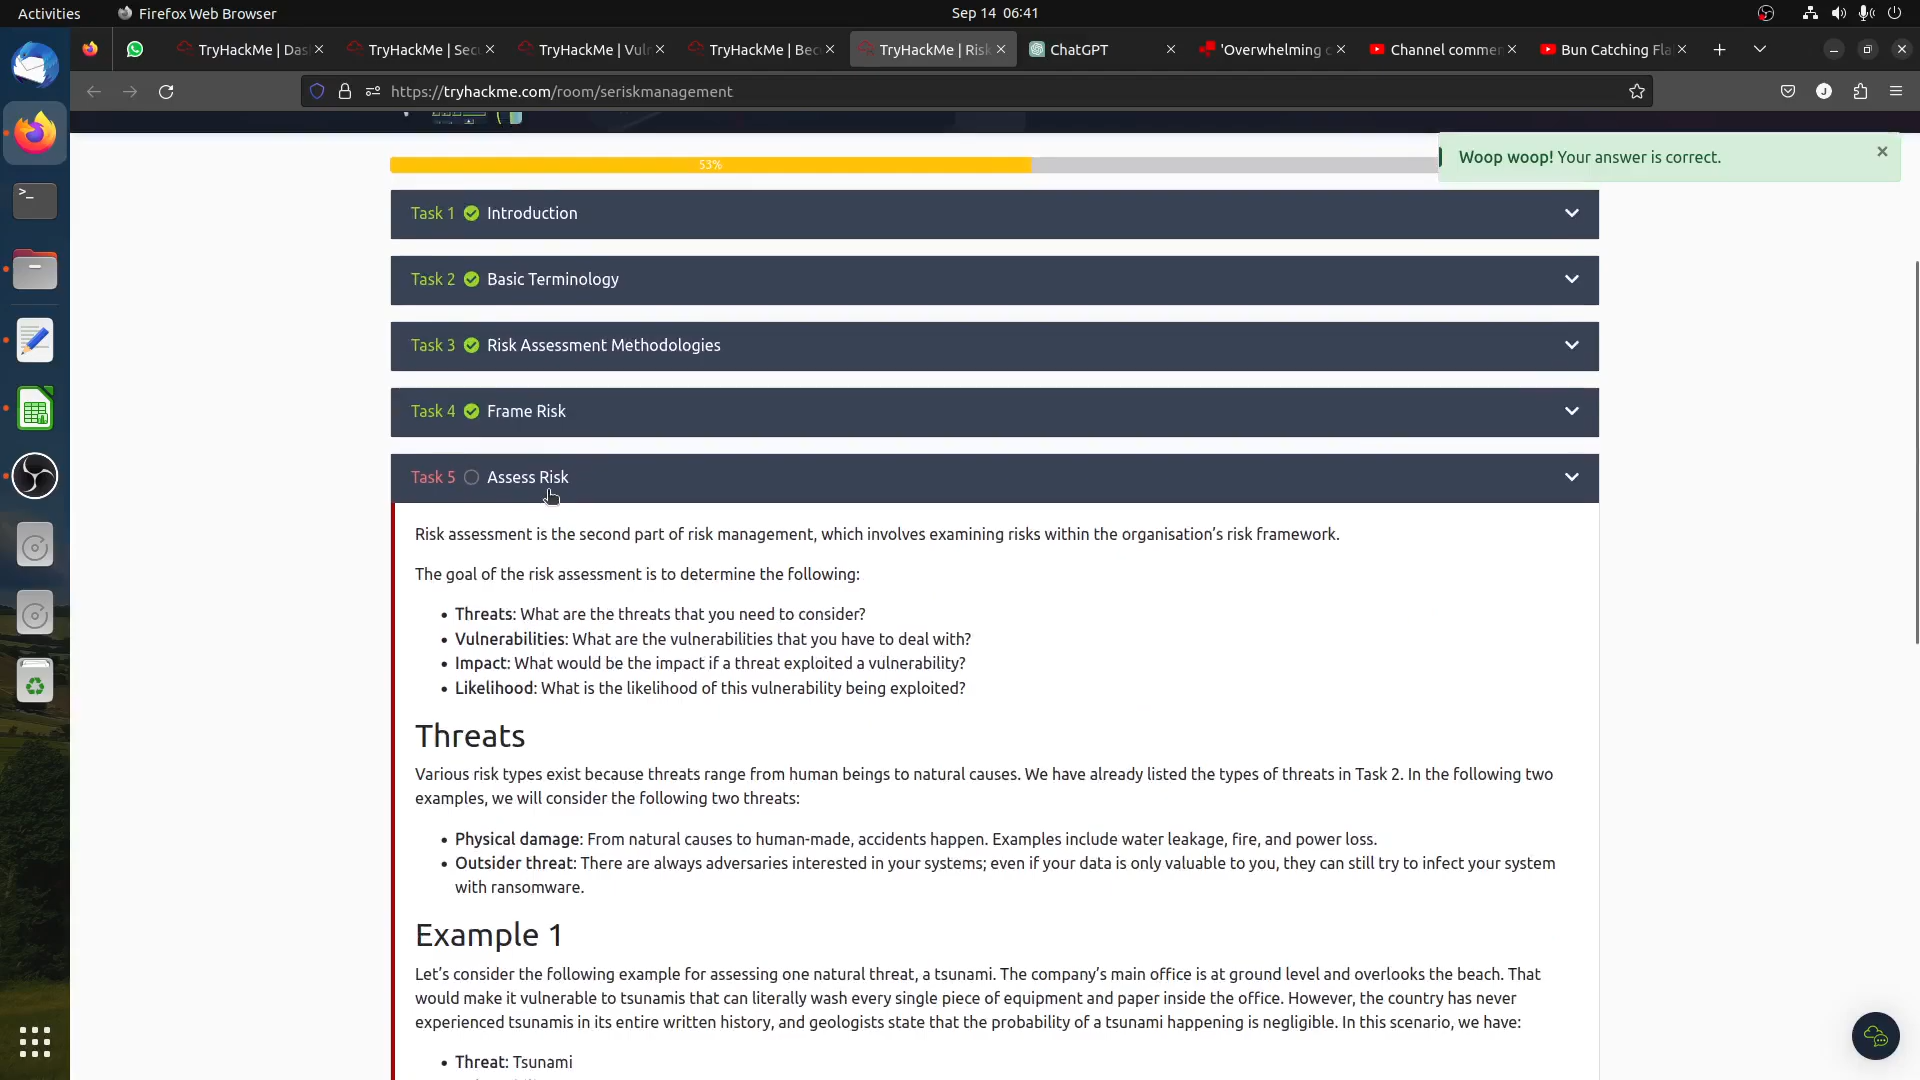 Activities
Firefox Web Browser
Sep 14 06:41
TryHackMe | Das
TryHackMe | Sec
TryHackMe | Vuln
TryHackMe | Bec
TryHackMe | Risk
ChatGPT
'Overwhelming c
Channel commen
Bun Catching Fla
https://tryhackme.com/room/seriskmanagement
J
53%
Woop woop! Your answer is correct.
Task 1 Introduction
Task 2 Basic Terminology
Task 3 Risk Assessment Methodologies
Task 4 Frame Risk
Task 5 Assess Risk
Risk assessment is the second part of risk management, which involves examining risks within the organisation's risk framework.
The goal of the risk assessment is to determine the following:
• Threats: What are the threats that you need to consider?
• Vulnerabilities: What are the vulnerabilities that you have to deal with?
• Impact: What would be the impact if a threat exploited a vulnerability?
• Likelihood: What is the likelihood of this vulnerability being exploited?
Threats
Various risk types exist because threats range from human beings to natural causes. We have already listed the types of threats in Task 2. In the following two
examples, we will consider the following two threats:
• Physical damage: From natural causes to human-made, accidents happen. Examples include water leakage, fire, and power loss.
• Outsider threat: There are always adversaries interested in your systems; even if your data is only valuable to you, they can still try to infect your system
with ransomware.
Example 1
Let's consider the following example for assessing one natural threat, a tsunami. The company's main office is at ground level and overlooks the beach. That
would make it vulnerable to tsunamis that can literally wash every single piece of equipment and paper inside the office. However, the country has never
experienced tsunamis in its entire written history, and geologists state that the probability of a tsunami happening is negligible. In this scenario, we have:
• Threat: Tsunami